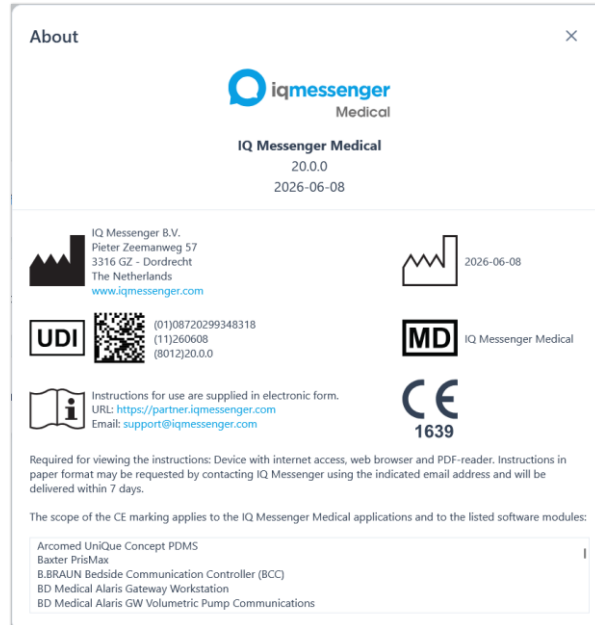 About
iqmessenger
Medical
IQ Messenger Medical
20.0.0
2026-06-08
IQ Messenger B.V.
Pieter Zeemanweg 57
3316 GZ - Dordrecht
The Netherlands
www.iqmessenger.com
2026-06-08
UDI
(01)08720299348318
(11)260608
(8012)20.0.0
MD
IQ Messenger Medical
i
Instructions for use are supplied in electronic form.
URL: https://partner.iqmessenger.com
Email: support@iqmessenger.com
CE
1639
Required for viewing the instructions: Device with internet access, web browser and PDF-reader. Instructions in
paper format may be requested by contacting IQ Messenger using the indicated email address and will be
delivered within 7 days.
The scope of the CE marking applies to the IQ Messenger Medical applications and to the listed software modules:
Arcomed UniQue Concept PDMS
Baxter PrisMax
B.BRAUN Bedside Communication Controller (BCC)
BD Medical Alaris Gateway Workstation
BD Medical Alaris GW Volumetric Pump Communications